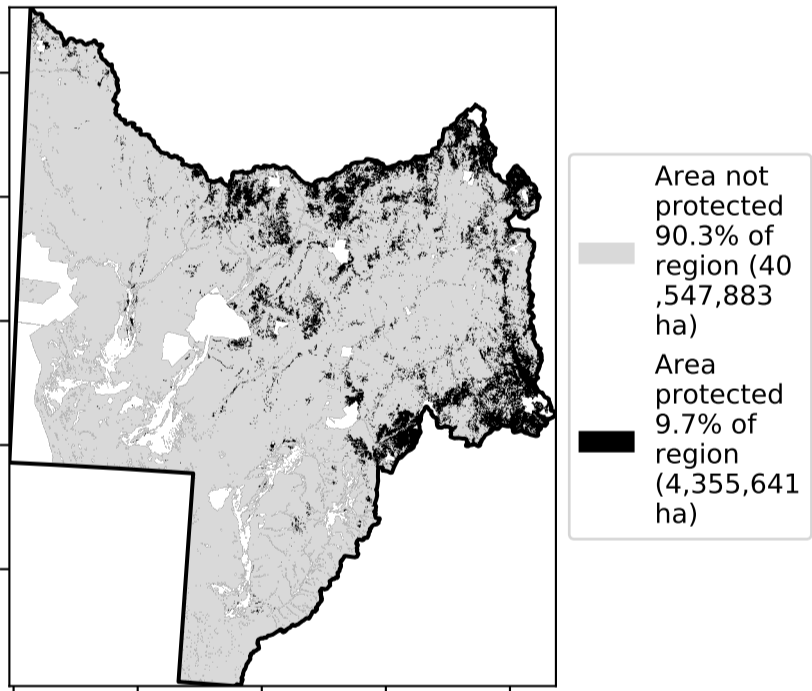 Area not
protected
90.3% of
region (40
,547,883
ha)
Area
protected
9.7% of
region
(4,355,641
ha)